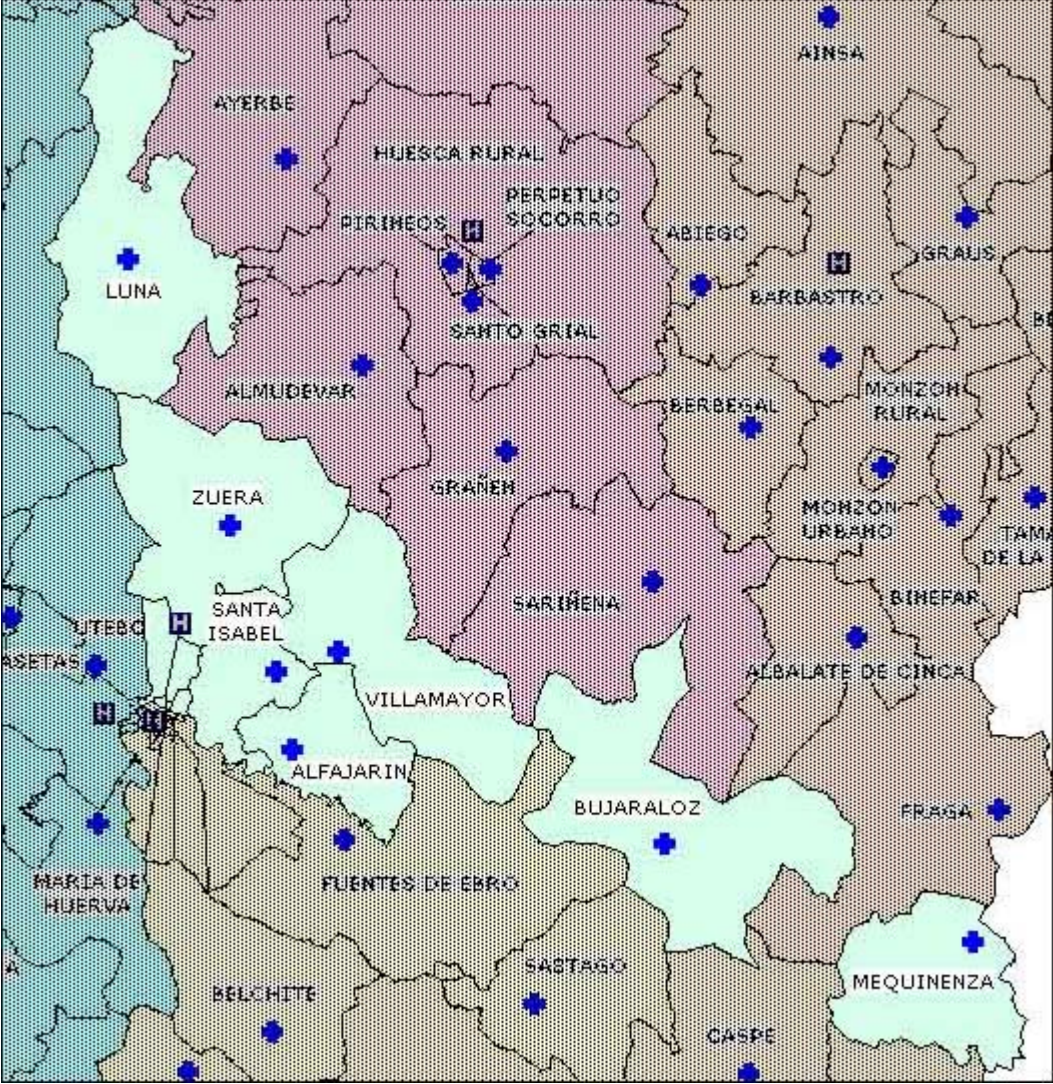 AINSA
AYERBE
HUESCA RURAL
PERPETUO
SOCORRO
PIRINEOS
H
ABIEGO
GRAUS
H
LUNA
BARBASTRO
SANTO GRIAL
ALMUDEVAR
MONZON
RURAL
BERBEGAL
GRAÑEN
ZUERA
MONZON
URBANO
DE LA
SANTA
ISABEL
SARIÑENA
BINEFAR
H
UTEBO
ASETAS
ALBALATE DE CINCA
VILLAMAYOR
H
H
ALFAJARIN
BUJARALOZ
FRAGA
MARIA DE
HUERVA
FUENTES DE EBRO
SASTAGO
MEQUINENZA
BELCHITE
CASPE